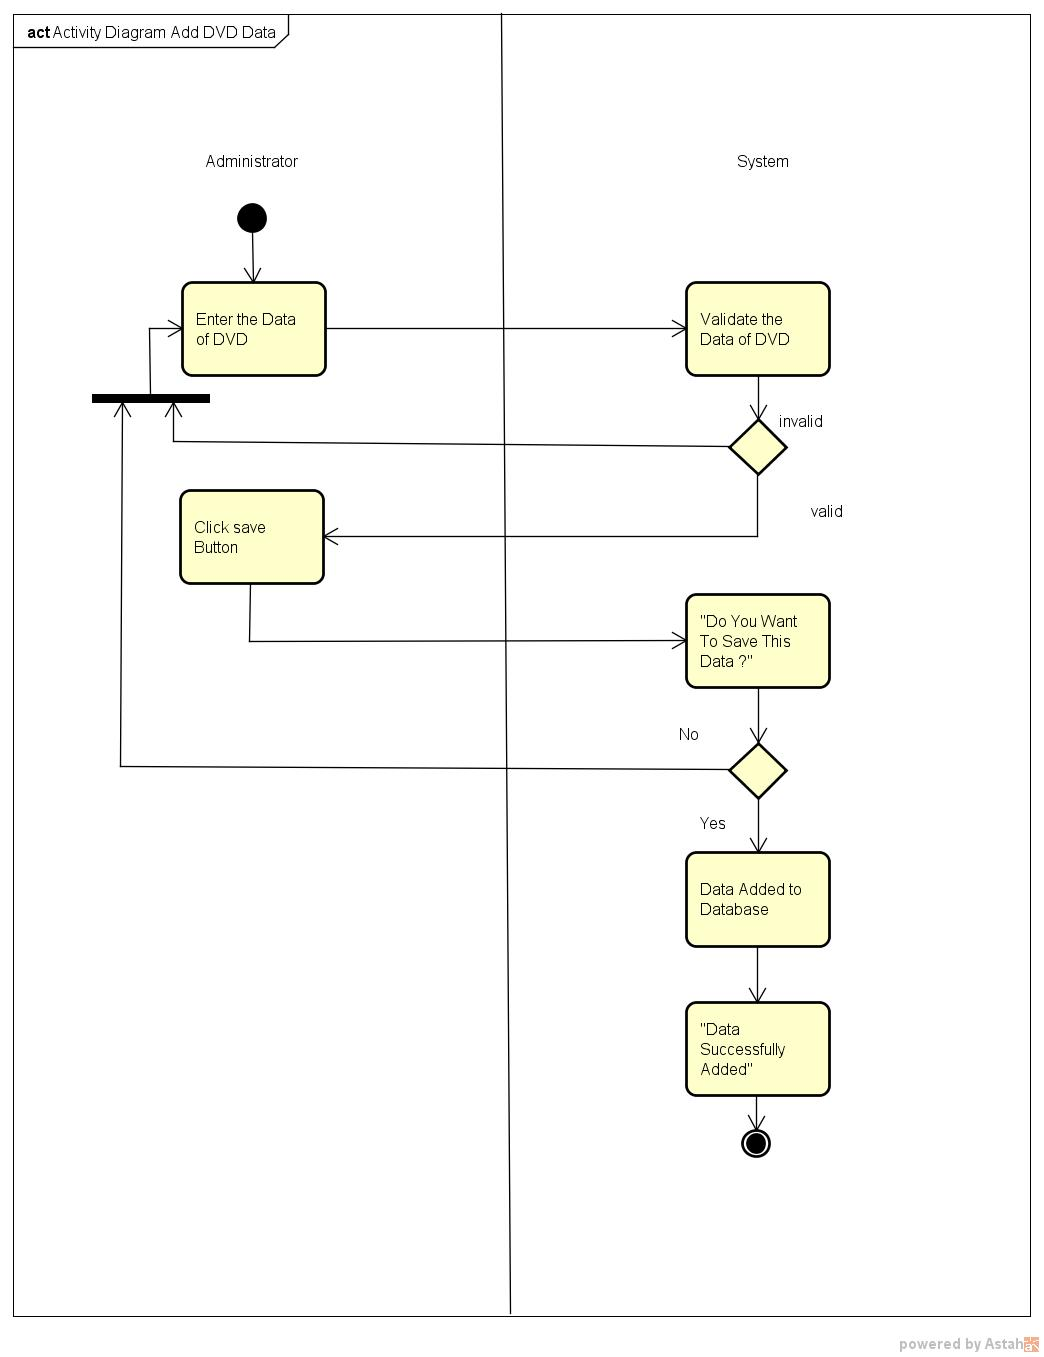 act Activity Diagram Add DVD Data
Administrator
System
Enter the Data
of DVD
Validate the
Data of DVD
invalid
valid
Click save
Button
"Do You Want
To Save This
Data ?"
No
Yes
Data Added to
Database
"Data
Successfully
Added"
powered by Astah